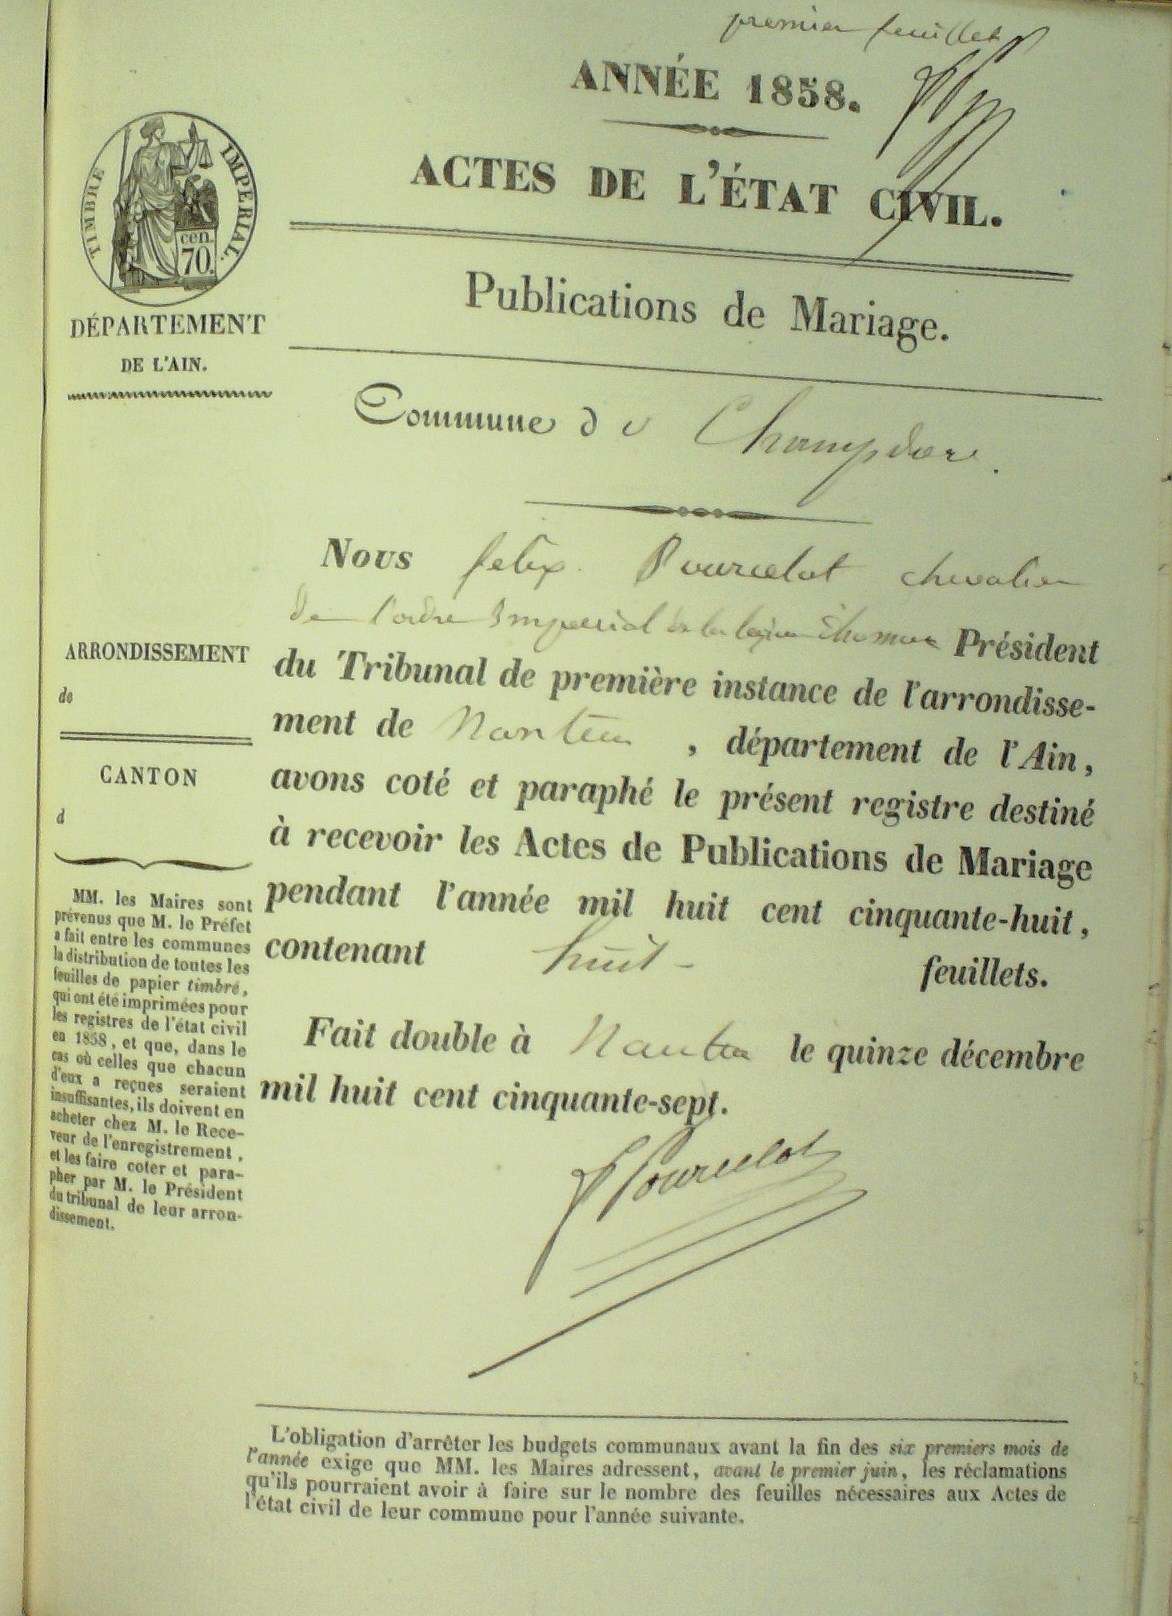 premier feuillet
ANNÉE 1858.
ACTES DE L'ÉTAT CIVIL.
TIMBRE IMPERIAL.
cen.
70.
DÉPARTEMENT
DE L'AIN.
Publications de Mariage.
Commune de Champdor.
Nous felix Pourcelot chevalier
de l'ordre Imperial de la legion d'honneur Président
du Tribunal de première instance de l'arrondisse-
ment de Nantua, département de l'Ain,
avons coté et paraphé le présent registre destiné
à recevoir les Actes de Publications de Mariage
pendant l'année mil huit cent cinquante-huit,
contenant huit feuillets.
Fait double à Nantua le quinze décembre
mil huit cent cinquante-sept.
Pourcelot
ARRONDISSEMENT
de
CANTON
d
MM. les Maires sont
prévenus que M. le Préfet
a fait entre les communes
la distribution de toutes les
feuilles de papier timbré,
qui ont été imprimées pour
les registres de l'état civil
en 1858, et que, dans le
cas où celles que chacun
d'eux a reçues seraient
insuffisantes, ils doivent en
acheter chez M. le Rece-
veur de l'enregistrement,
et les faire coter et para-
pher par M. le Président
du tribunal de leur arron-
dissement.
L'obligation d'arrêter les budgets communaux avant la fin des six premiers mois de
l'année exige que MM. les Maires adressent, avant le premier juin, les réclamations
qu'ils pourraient avoir à faire sur le nombre des feuilles nécessaires aux Actes de
l'état civil de leur commune pour l'année suivante.